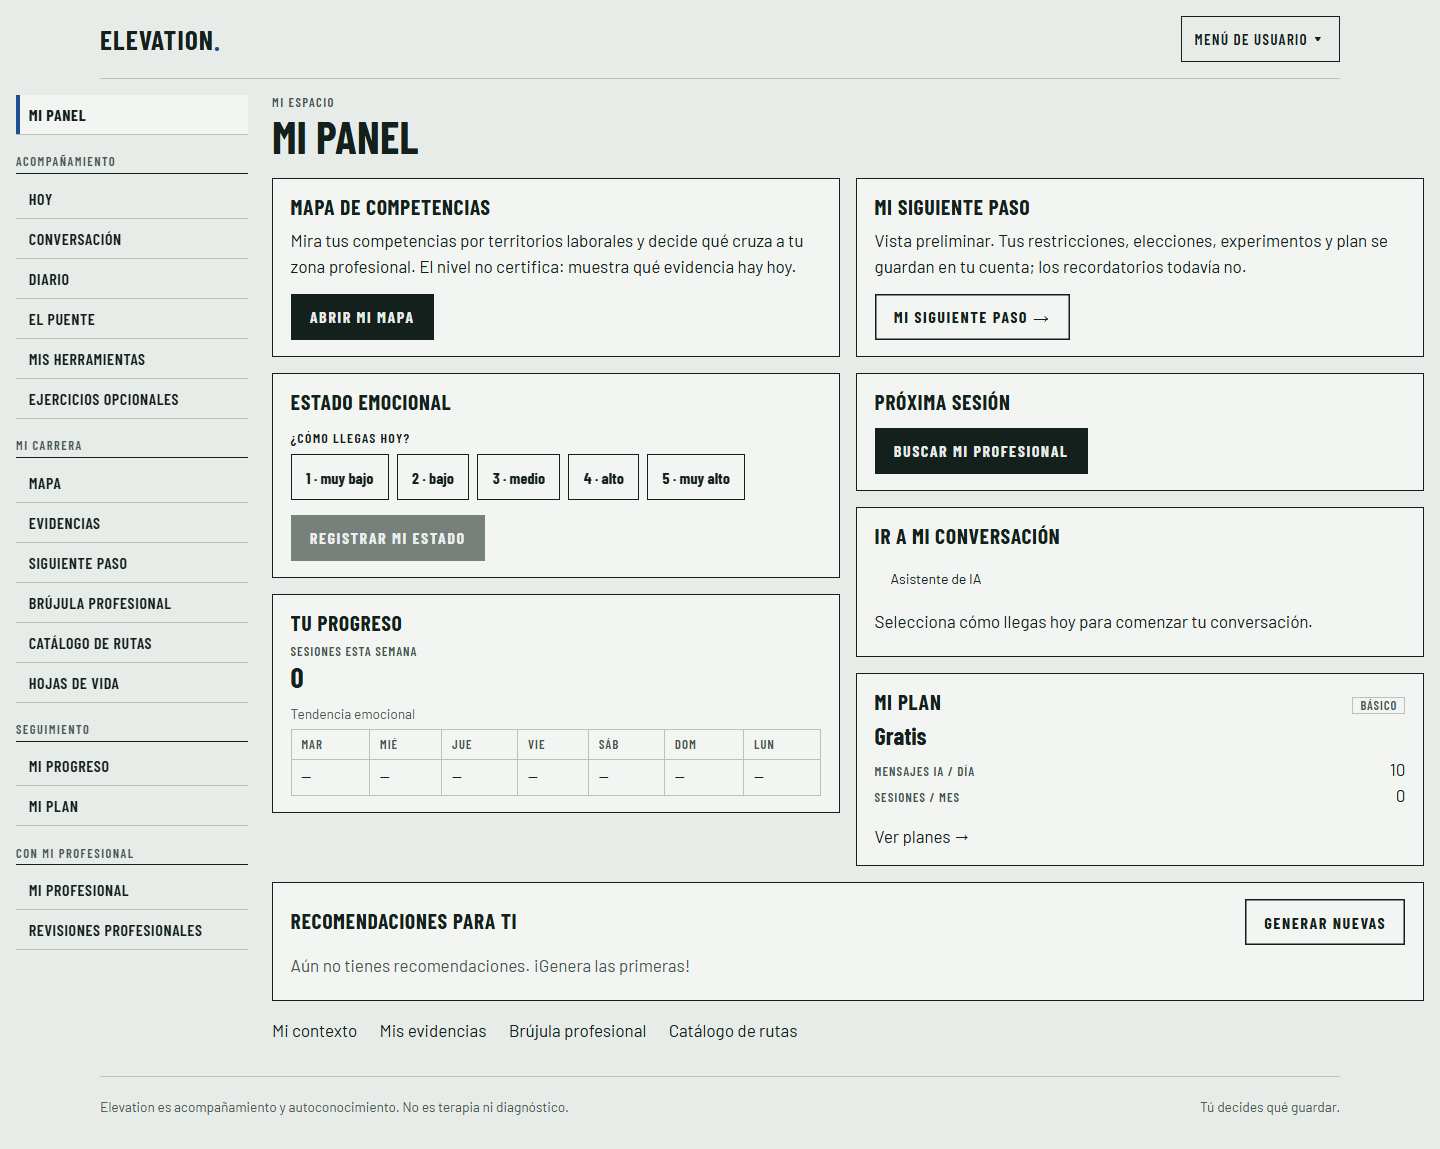 ELEVATION.
MENÚ DE USUARIO
MI PANEL
ACOMPAÑAMIENTO
HOY
CONVERSACIÓN
DIARIO
EL PUENTE
MIS HERRAMIENTAS
EJERCICIOS OPCIONALES
MI CARRERA
MAPA
EVIDENCIAS
SIGUIENTE PASO
BRÚJULA PROFESIONAL
CATÁLOGO DE RUTAS
HOJAS DE VIDA
SEGUIMIENTO
MI PROGRESO
MI PLAN
CON MI PROFESIONAL
MI PROFESIONAL
REVISIONES PROFESIONALES
MI ESPACIO
MI PANEL
MAPA DE COMPETENCIAS
Mira tus competencias por territorios laborales y decide qué cruza a tu
zona profesional. El nivel no certifica: muestra qué evidencia hay hoy.
ABRIR MI MAPA
MI SIGUIENTE PASO
Vista preliminar. Tus restricciones, elecciones, experimentos y plan se
guardan en tu cuenta; los recordatorios todavía no.
MI SIGUIENTE PASO →
ESTADO EMOCIONAL
¿CÓMO LLEGAS HOY?
1 · muy bajo 2 · bajo 3 · medio 4 · alto 5 · muy alto
REGISTRAR MI ESTADO
PRÓXIMA SESIÓN
BUSCAR MI PROFESIONAL
IR A MI CONVERSACIÓN
Asistente de IA
Selecciona cómo llegas hoy para comenzar tu conversación.
TU PROGRESO
SESIONES ESTA SEMANA
0
Tendencia emocional
MAR MIÉ JUE VIE SÁB DOM LUN
— — — — — — —
MI PLAN
BÁSICO
Gratis
MENSAJES IA / DÍA 10
SESIONES / MES 0
Ver planes →
RECOMENDACIONES PARA TI
GENERAR NUEVAS
Aún no tienes recomendaciones. ¡Genera las primeras!
Mi contexto Mis evidencias Brújula profesional Catálogo de rutas
Elevation es acompañamiento y autoconocimiento. No es terapia ni diagnóstico.
Tú decides qué guardar.